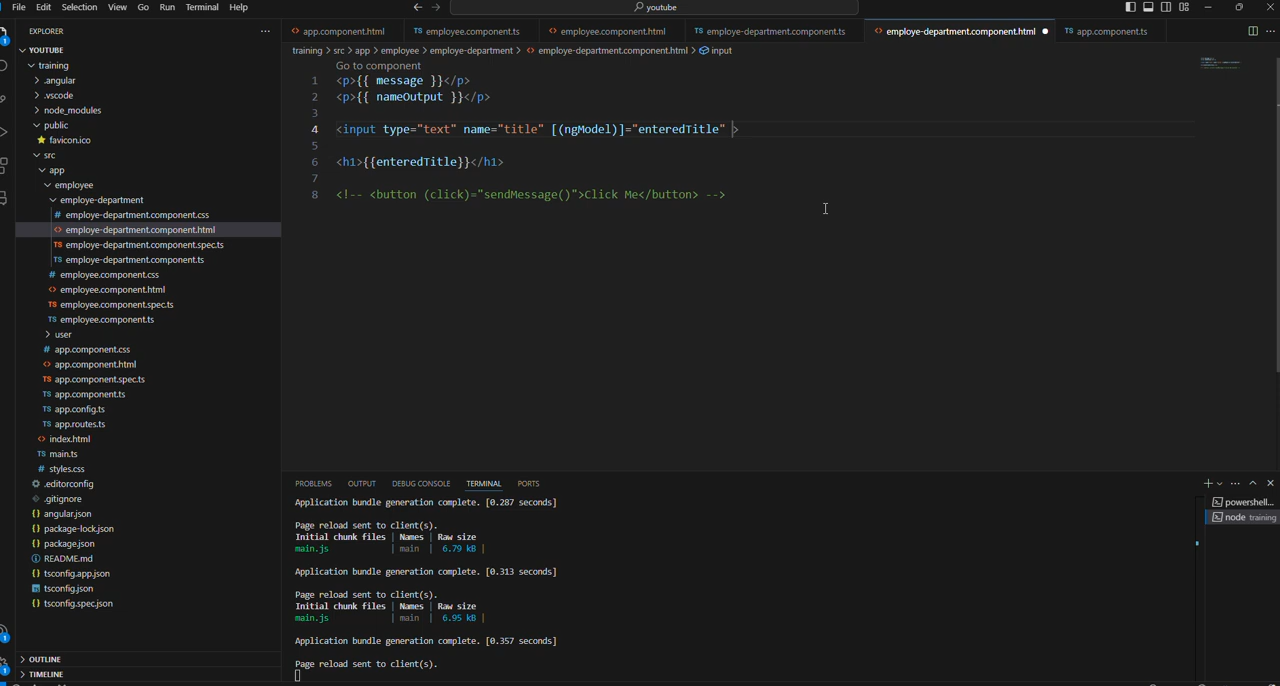 File Edit Selection View Go Run Terminal Help
youtube
EXPLORER
YOUTUBE
training
.angular
.vscode
node_modules
public
favicon.ico
src
app
employee
employe-department
employe-department.component.css
employe-department.component.html
employe-department.component.spec.ts
employe-department.component.ts
employee.component.css
employee.component.html
employee.component.spec.ts
employee.component.ts
user
app.component.css
app.component.html
app.component.spec.ts
app.component.ts
app.config.ts
app.routes.ts
index.html
main.ts
styles.css
.editorconfig
.gitignore
angular.json
package-lock.json
package.json
README.md
tsconfig.app.json
tsconfig.json
tsconfig.spec.json
OUTLINE
TIMELINE
app.component.html TS employee.component.ts employee.component.html TS employe-department.component.ts employe-department.component.html TS app.component.ts
training > src > app > employee > employe-department > employe-department.component.html > input
Go to component
1 <p>{{ message }}</p>
2 <p>{{ nameOutput }}</p>
3
4 <input type="text" name="title" [(ngModel)]="enteredTitle" >
5
6 <h1>{{enteredTitle}}</h1>
7
8 <!-- <button (click)="sendMessage()">Click Me</button> -->
PROBLEMS OUTPUT DEBUG CONSOLE TERMINAL PORTS
Application bundle generation complete. [0.287 seconds]
Page reload sent to client(s).
Initial chunk files | Names | Raw size
main.js | main | 6.79 kB |
Application bundle generation complete. [0.313 seconds]
Page reload sent to client(s).
Initial chunk files | Names | Raw size
main.js | main | 6.95 kB |
Application bundle generation complete. [0.357 seconds]
Page reload sent to client(s).
powershell...
node training